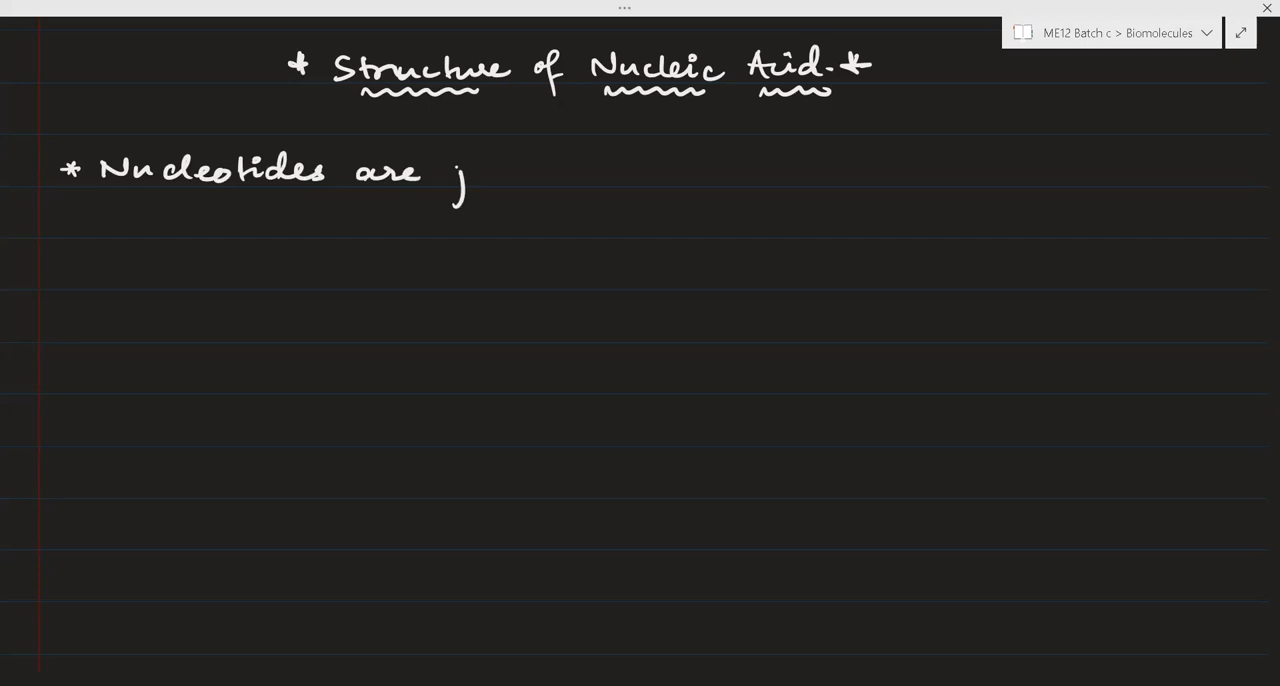 ME12 Batch c > Biomolecules
* Structure of Nucleic Acid. *
* Nucleotides are j